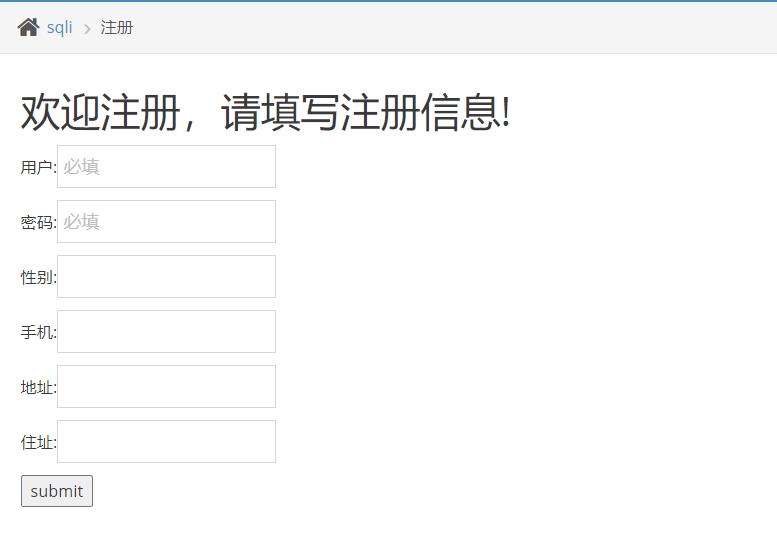 sqli > 注册
欢迎注册，请填写注册信息!
用户: 必填
密码: 必填
性别:
手机:
地址:
住址:
submit